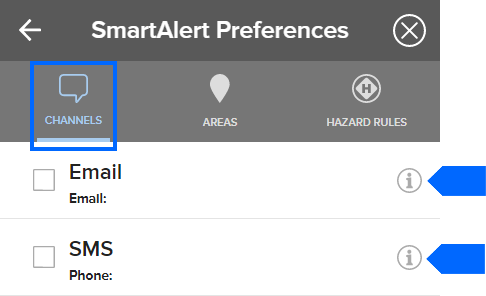 SmartAlert Preferences
CHANNELS AREAS HAZARD RULES
Email
Email:
SMS
Phone: